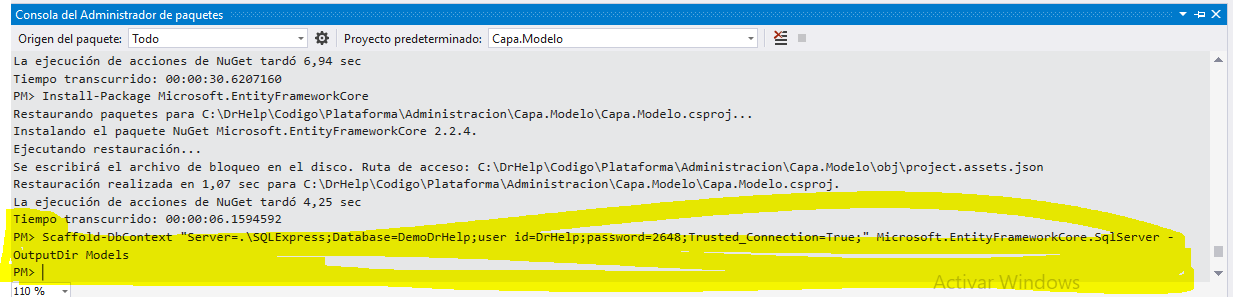 Consola del Administrador de paquetes
Origen del paquete: Todo Proyecto predeterminado: Capa.Modelo
La ejecución de acciones de NuGet tardó 6,94 sec
Tiempo transcurrido: 00:00:30.6207160
PM> Install-Package Microsoft.EntityFrameworkCore
Restaurando paquetes para C:\DrHelp\Codigo\Plataforma\Administracion\Capa.Modelo\Capa.Modelo.csproj...
Instalando el paquete NuGet Microsoft.EntityFrameworkCore 2.2.4.
Ejecutando restauración...
Se escribirá el archivo de bloqueo en el disco. Ruta de acceso: C:\DrHelp\Codigo\Plataforma\Administracion\Capa.Modelo\obj\project.assets.json
Restauración realizada en 1,07 sec para C:\DrHelp\Codigo\Plataforma\Administracion\Capa.Modelo\Capa.Modelo.csproj.
La ejecución de acciones de NuGet tardó 4,25 sec
Tiempo transcurrido: 00:00:06.1594592
PM> Scaffold-DbContext "Server=.\SQLExpress;Database=DemoDrHelp;user id=DrHelp;password=2648;Trusted_Connection=True;" Microsoft.EntityFrameworkCore.SqlServer -
OutputDir Models
PM>
Activar Windows
110 %